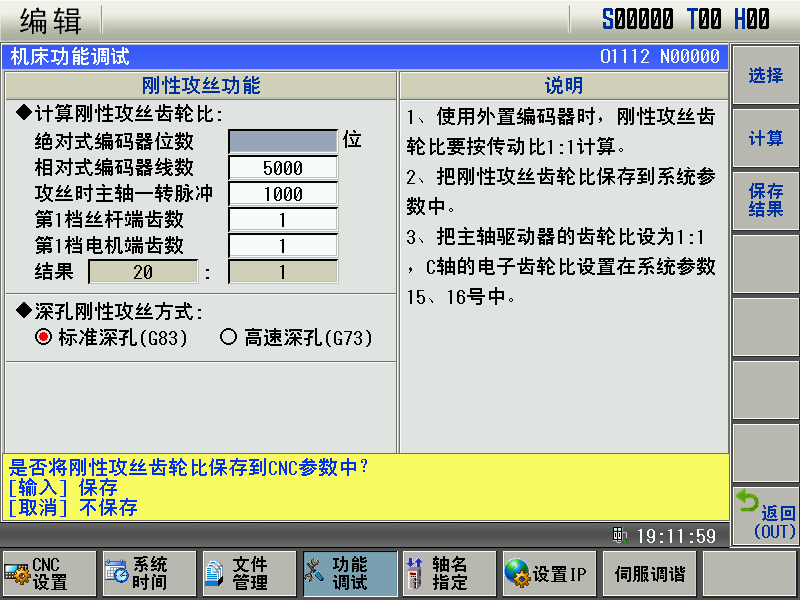 编辑 S00000 T00 H00
机床功能调试 O1112 N00000
刚性攻丝功能
◆计算刚性攻丝齿轮比:
绝对式编码器位数 位
相对式编码器线数 5000
攻丝时主轴一转脉冲 1000
第1档丝杆端齿数 1
第1档电机端齿数 1
结果 20 : 1
◆深孔刚性攻丝方式:
标准深孔(G83) 高速深孔(G73)
说明
1、使用外置编码器时，刚性攻丝齿
轮比要按传动比1:1计算。
2、把刚性攻丝齿轮比保存到系统参
数中。
3、把主轴驱动器的齿轮比设为1:1
，C轴的电子齿轮比设置在系统参数
15、16号中。
选择
计算
保存
结果
返回
(OUT)
是否将刚性攻丝齿轮比保存到CNC参数中?
[输入] 保存
[取消] 不保存
19:11:59
CNC
设置
系统
时间
文件
管理
功能
调试
轴名
指定
设置IP
伺服调谐